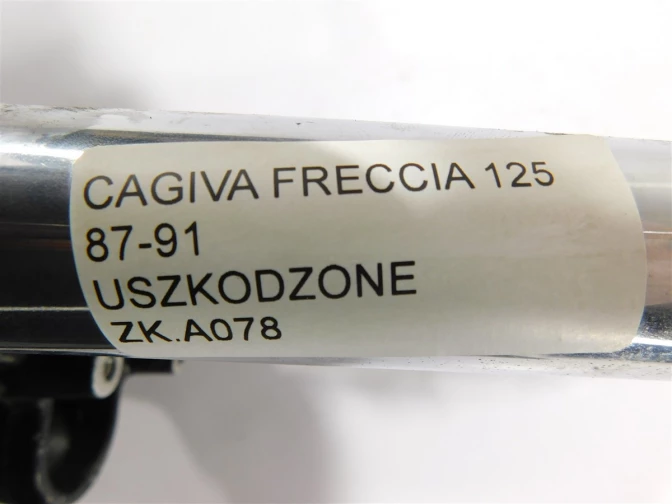 CAGIVA FRECCIA 125
87-91
USZKODZONE
ZK.A078